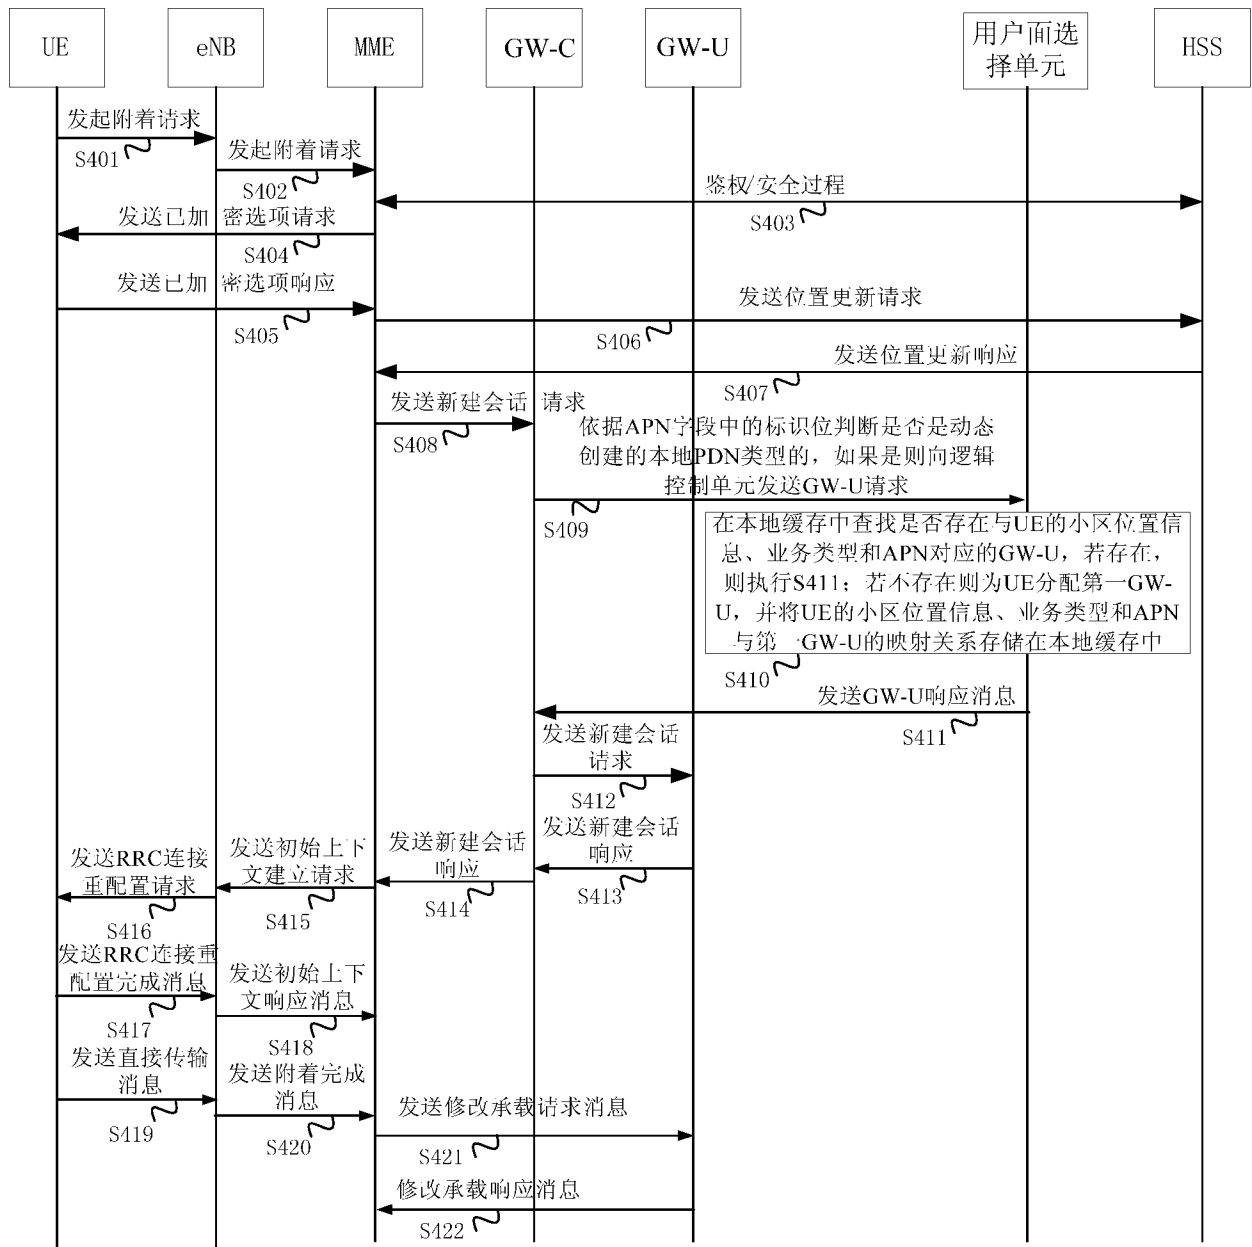 UE
eNB
MME
GW-C
GW-U
用户面选
择单元
HSS
发起附着请求
S401
发起附着请求
S402
鉴权/安全过程
S403
发送已加密选项请求
S404
发送已加密选项响应
S405
发送位置更新请求
S406
发送位置更新响应
S407
发送新建会话请求
S408
依据APN字段中的标识位判断是否是动态
创建的本地PDN类型的，如果是则向逻辑
控制单元发送GW-U请求
S409
在本地缓存中查找是否存在与UE的小区位置信
息、业务类型和APN对应的GW-U，若存在，
则执行S411；若不存在则为UE分配第一GW-
U，并将UE的小区位置信息、业务类型和APN
与第一GW-U的映射关系存储在本地缓存中
S410
发送GW-U响应消息
S411
发送新建会话
请求
S412
发送新建会话
响应
S413
发送新建会话
响应
S414
发送初始上下
文建立请求
S415
发送RRC连接
重配置请求
S416
发送RRC连接重
配置完成消息
S417
发送初始上下
文响应消息
S418
发送直接传输
消息
S419
发送附着完成
消息
S420
发送修改承载请求消息
S421
修改承载响应消息
S422